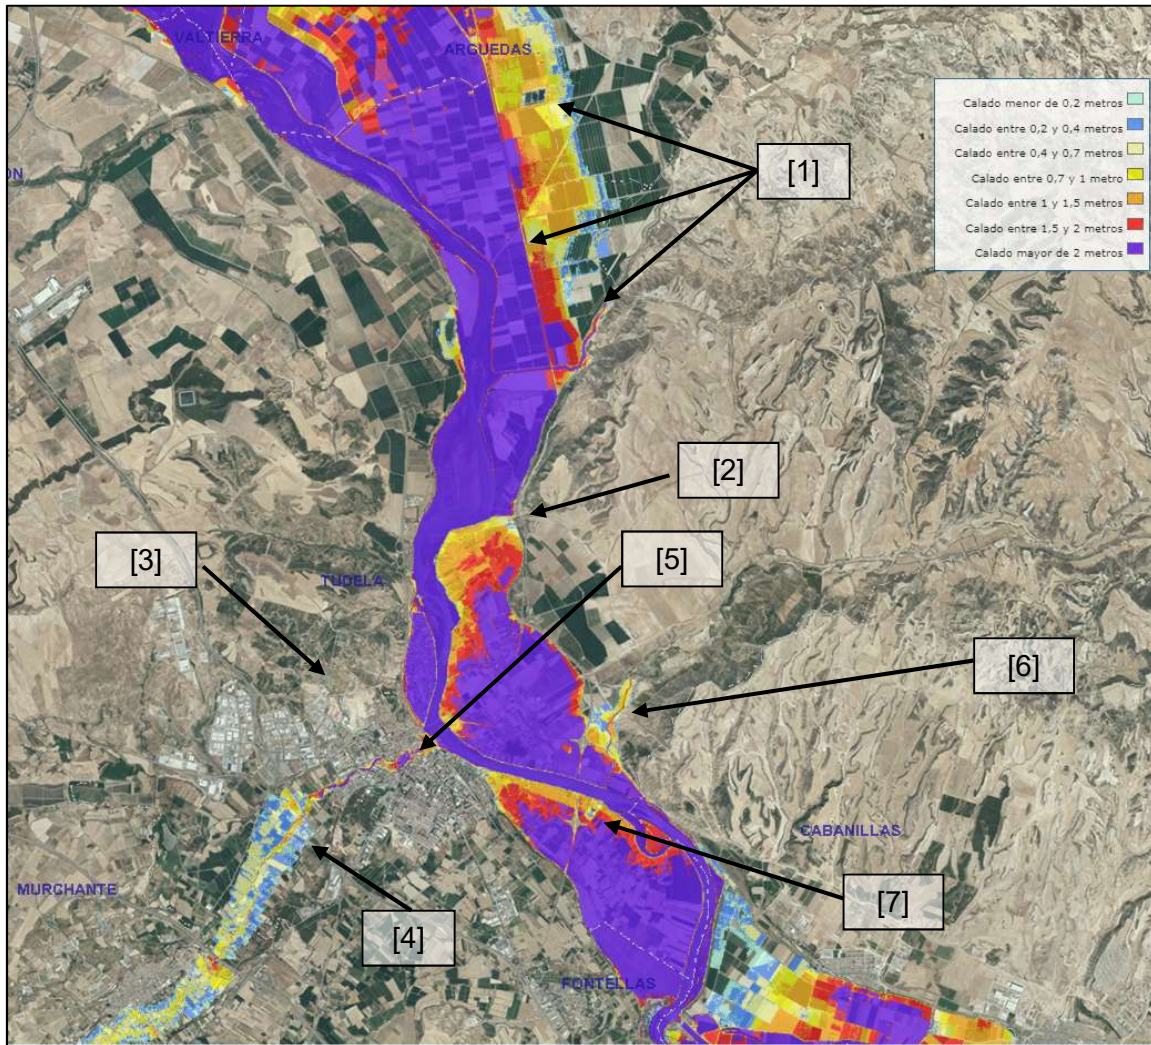 VALTIERRA
ARGUEDAS
Calado menor de 0,2 metros
Calado entre 0,2 y 0,4 metros
Calado entre 0,4 y 0,7 metros
Calado entre 0,7 y 1 metro
Calado entre 1 y 1,5 metros
Calado entre 1,5 y 2 metros
Calado mayor de 2 metros
[1]
ON
[2]
[3]
[5]
TUDELA
[6]
CABANILLAS
MURCHANTE
[7]
[4]
FONTELLAS